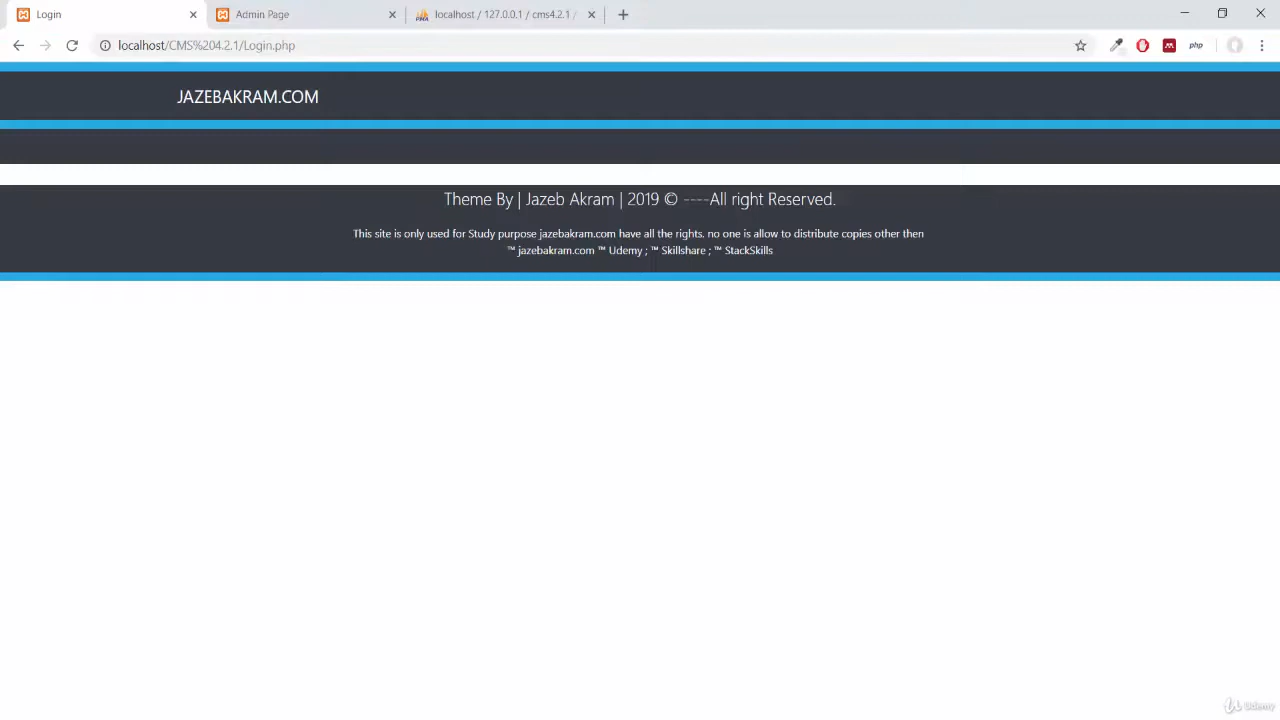 Login
Admin Page
localhost / 127.0.0.1 / cms4.2.1 /
localhost/CMS%204.2.1/Login.php
php
JAZEBAKRAM.COM
Theme By | Jazeb Akram | 2019 © ----All right Reserved.
This site is only used for Study purpose jazebakram.com have all the rights. no one is allow to distribute copies other then
™ jazebakram.com ™ Udemy ; ™ Skillshare ; ™ StackSkills
Udemy